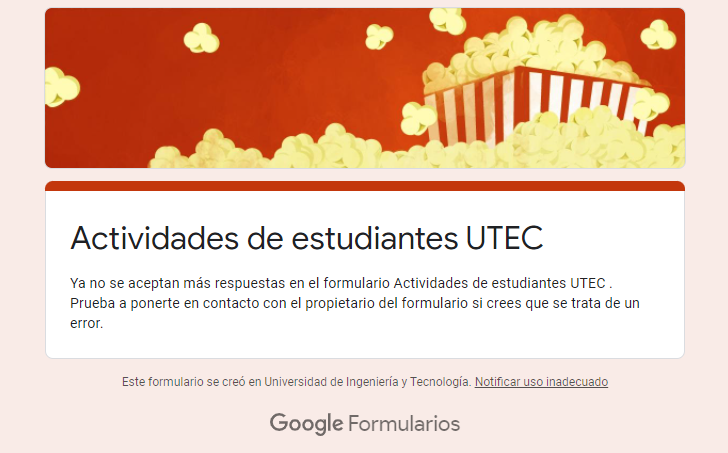 Actividades de estudiantes UTEC
Ya no se aceptan más respuestas en el formulario Actividades de estudiantes UTEC .
Prueba a ponerte en contacto con el propietario del formulario si crees que se trata de un
error.
Este formulario se creó en Universidad de Ingeniería y Tecnología. Notificar uso inadecuado
Google Formularios